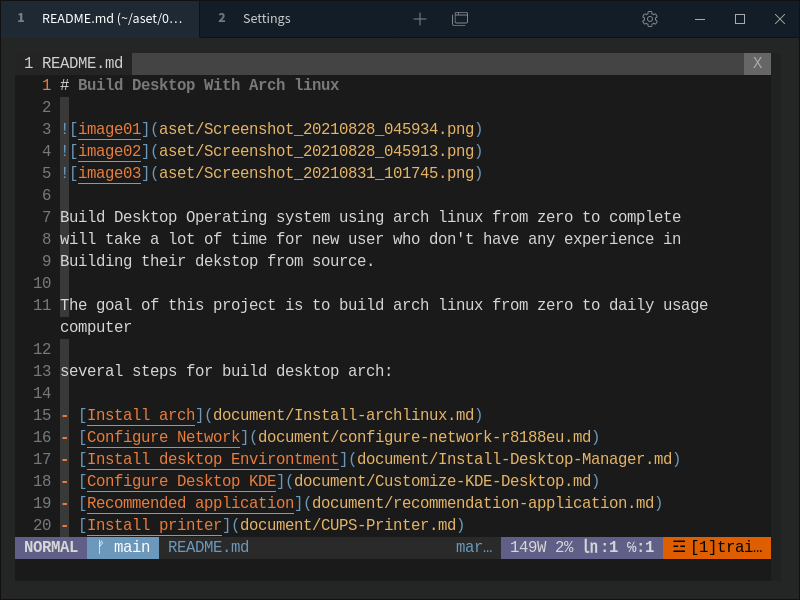 1 README.md (~/aset/0... 2 Settings
1 README.md X
1 # Build Desktop With Arch linux
2
3 ![image01](aset/Screenshot_20210828_045934.png)
4 ![image02](aset/Screenshot_20210828_045913.png)
5 ![image03](aset/Screenshot_20210831_101745.png)
6
7 Build Desktop Operating system using arch linux from zero to complete
8 will take a lot of time for new user who don't have any experience in
9 Building their dekstop from source.
10
11 The goal of this project is to build arch linux from zero to daily usage
computer
12
13 several steps for build desktop arch:
14
15 - [Install arch](document/Install-archlinux.md)
16 - [Configure Network](document/configure-network-r8188eu.md)
17 - [Install desktop Environtment](document/Install-Desktop-Manager.md)
18 - [Configure Desktop KDE](document/Customize-KDE-Desktop.md)
19 - [Recommended application](document/recommendation-application.md)
20 - [Install printer](document/CUPS-Printer.md)
NORMAL ᚠ main README.md mar… 149W 2% ㏑:1 ℅:1 ☲ [1]trai…